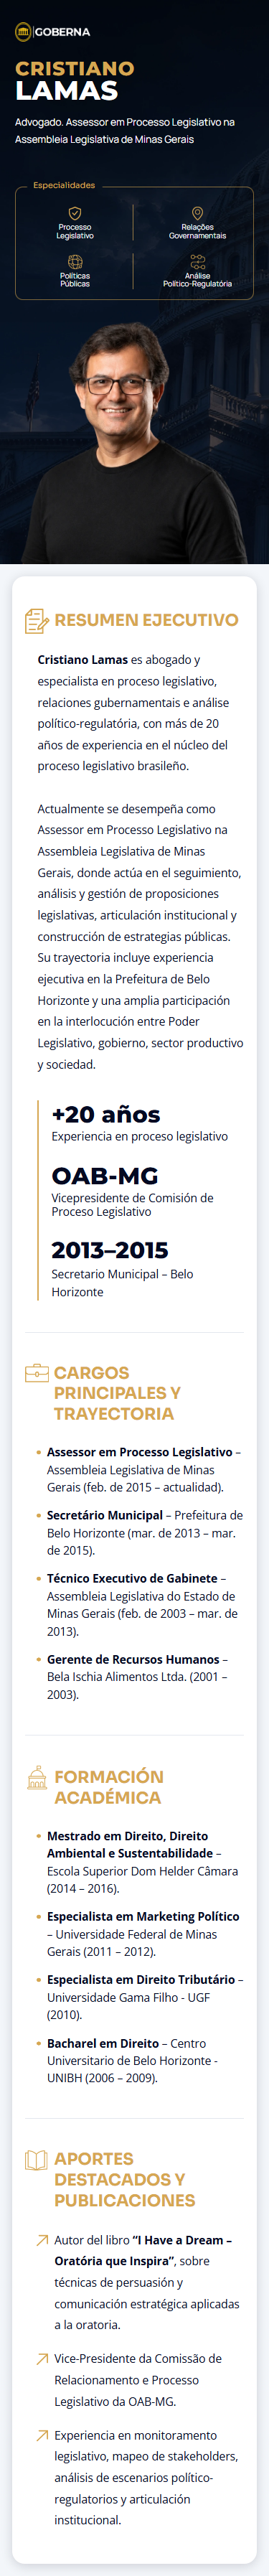 GOBERNA
CRISTIANO
LAMAS
Advogado. Assessor em Processo Legislativo na
Assembleia Legislativa de Minas Gerais
Especialidades
Processo
Legislativo
Relações
Governamentais
Políticas
Públicas
Análise
Político-Regulatória
RESUMEN EJECUTIVO
Cristiano Lamas es abogado y
especialista en proceso legislativo,
relaciones gubernamentais e análise
político-regulatória, con más de 20
años de experiencia en el núcleo del
proceso legislativo brasileño.
Actualmente se desempeña como
Assessor em Processo Legislativo na
Assembleia Legislativa de Minas
Gerais, donde actúa en el seguimiento,
análisis y gestión de proposiciones
legislativas, articulación institucional y
construcción de estrategias públicas.
Su trayectoria incluye experiencia
ejecutiva en la Prefeitura de Belo
Horizonte y una amplia participación
en la interlocución entre Poder
Legislativo, gobierno, sector productivo
y sociedad.
+20 años
Experiencia en proceso legislativo
OAB-MG
Vicepresidente de Comisión de
Proceso Legislativo
2013–2015
Secretario Municipal – Belo
Horizonte
CARGOS
PRINCIPALES Y
TRAYECTORIA
Assessor em Processo Legislativo –
Assembleia Legislativa de Minas
Gerais (feb. de 2015 – actualidad).
Secretário Municipal – Prefeitura de
Belo Horizonte (mar. de 2013 – mar.
de 2015).
Técnico Executivo de Gabinete –
Assembleia Legislativa do Estado de
Minas Gerais (feb. de 2003 – mar. de
2013).
Gerente de Recursos Humanos –
Bela Ischia Alimentos Ltda. (2001 –
2003).
FORMACIÓN
ACADÉMICA
Mestrado em Direito, Direito
Ambiental e Sustentabilidade –
Escola Superior Dom Helder Câmara
(2014 – 2016).
Especialista em Marketing Político
– Universidade Federal de Minas
Gerais (2011 – 2012).
Especialista em Direito Tributário –
Universidade Gama Filho - UGF
(2010).
Bacharel em Direito – Centro
Universitario de Belo Horizonte -
UNIBH (2006 – 2009).
APORTES
DESTACADOS Y
PUBLICACIONES
Autor del libro “I Have a Dream –
Oratória que Inspira”, sobre
técnicas de persuasión y
comunicación estratégica aplicadas
a la oratoria.
Vice-Presidente da Comissão de
Relacionamento e Processo
Legislativo da OAB-MG.
Experiencia en monitoramento
legislativo, mapeo de stakeholders,
análisis de escenarios político-
regulatorios y articulación
institucional.